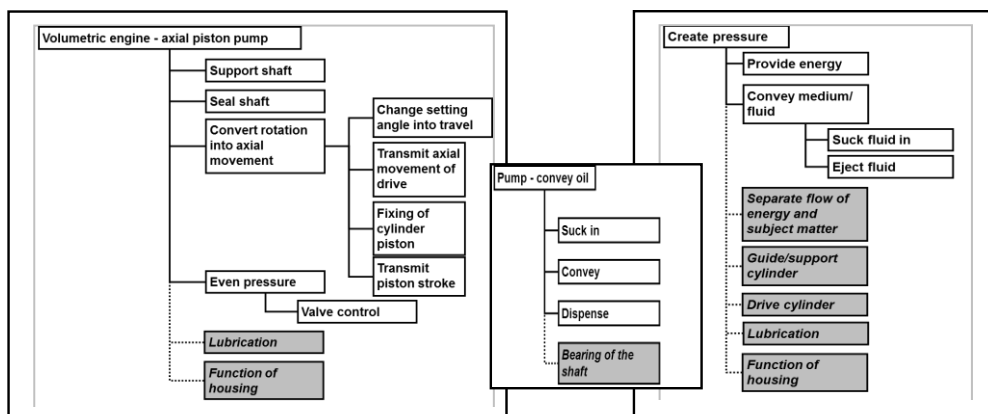 Volumetric engine - axial piston pump
Support shaft
Seal shaft
Convert rotation
into axial
movement
Change setting
angle into travel
Transmit axial
movement of
drive
Fixing of
cylinder
piston
Transmit
piston stroke
Even pressure
Valve control
Lubrication
Function of
housing
Pump - convey oil
Suck in
Convey
Dispense
Bearing of the
shaft
Create pressure
Provide energy
Convey medium/
fluid
Suck fluid in
Eject fluid
Separate flow of
energy and
subject matter
Guide/support
cylinder
Drive cylinder
Lubrication
Function of
housing